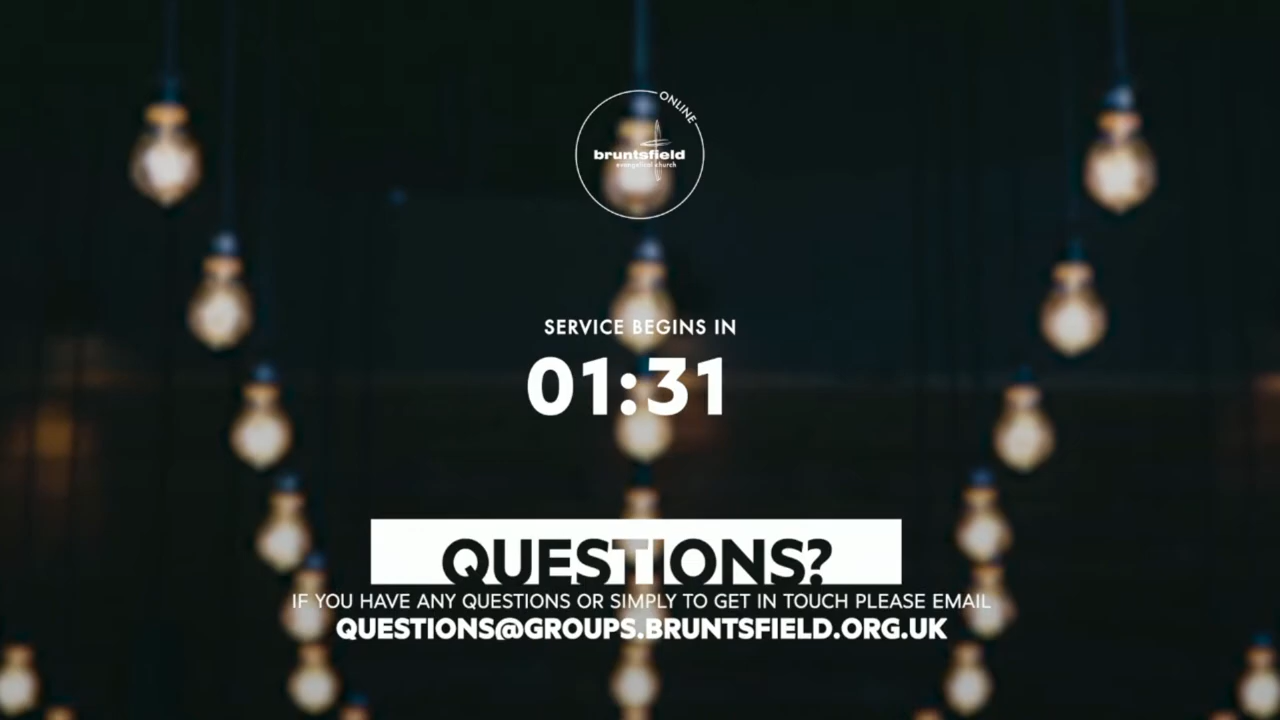 ONLINE
bruntsfield
evangelical church
SERVICE BEGINS IN
01:31
QUESTIONS?
IF YOU HAVE ANY QUESTIONS OR SIMPLY TO GET IN TOUCH PLEASE EMAIL
QUESTIONS@GROUPS.BRUNTSFIELD.ORG.UK